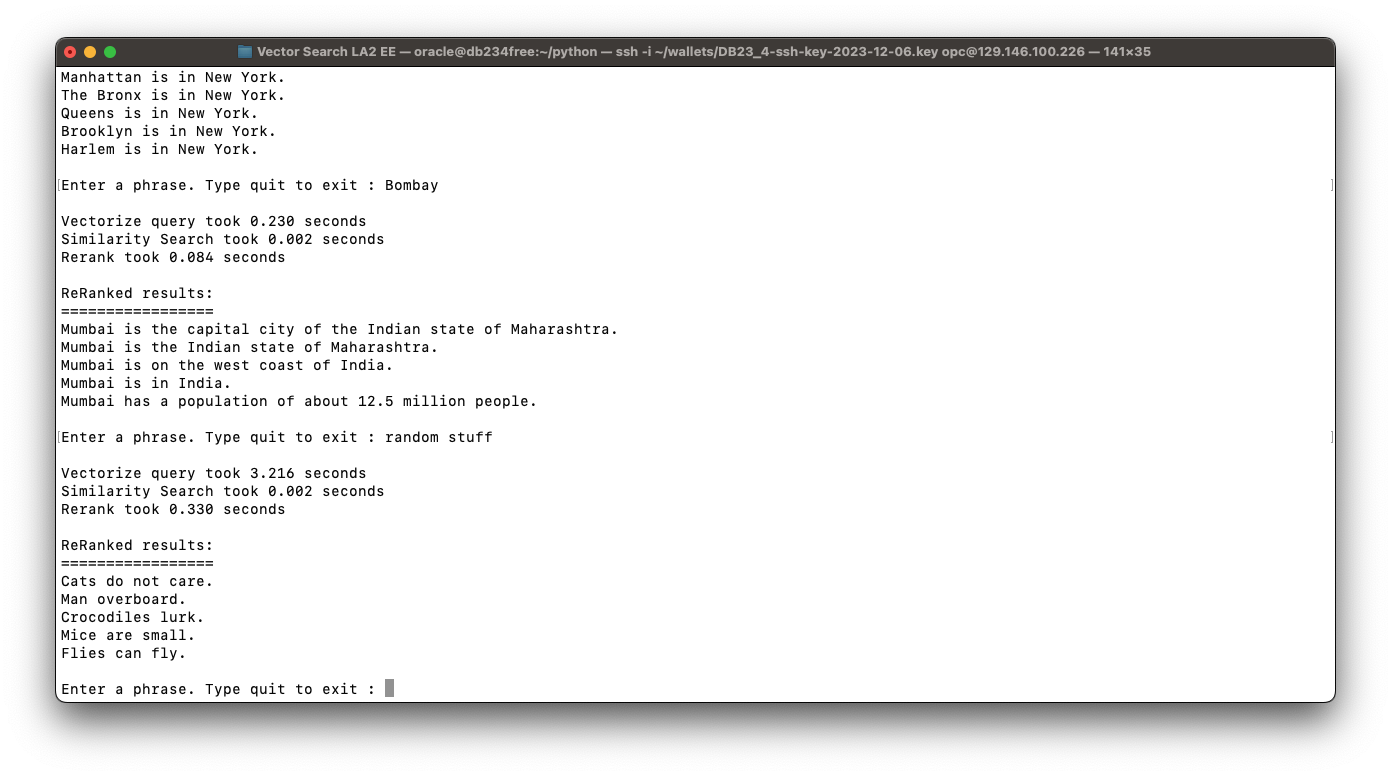 Vector Search LA2 EE — oracle@db234free:~/python — ssh -i ~/wallets/DB23_4-ssh-key-2023-12-06.key opc@129.146.100.226 — 141×35
Manhattan is in New York.
The Bronx is in New York.
Queens is in New York.
Brooklyn is in New York.
Harlem is in New York.
[Enter a phrase. Type quit to exit : Bombay ]
Vectorize query took 0.230 seconds
Similarity Search took 0.002 seconds
Rerank took 0.084 seconds
ReRanked results:
=================
Mumbai is the capital city of the Indian state of Maharashtra.
Mumbai is the Indian state of Maharashtra.
Mumbai is on the west coast of India.
Mumbai is in India.
Mumbai has a population of about 12.5 million people.
[Enter a phrase. Type quit to exit : random stuff ]
Vectorize query took 3.216 seconds
Similarity Search took 0.002 seconds
Rerank took 0.330 seconds
ReRanked results:
=================
Cats do not care.
Man overboard.
Crocodiles lurk.
Mice are small.
Flies can fly.
Enter a phrase. Type quit to exit :